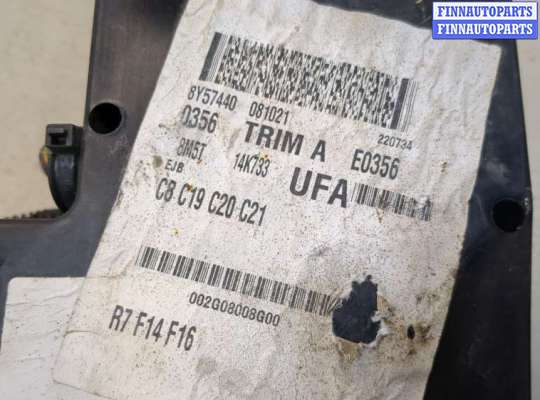 FINNAUTOPARTS
FINNAUTOPARTS
8Y57440 081021 220734
0356 TRIM A E0356
8M5T 14K733 UFA
EJB
C8 C19 C20 C21
002G08008G00
R7 F14 F16